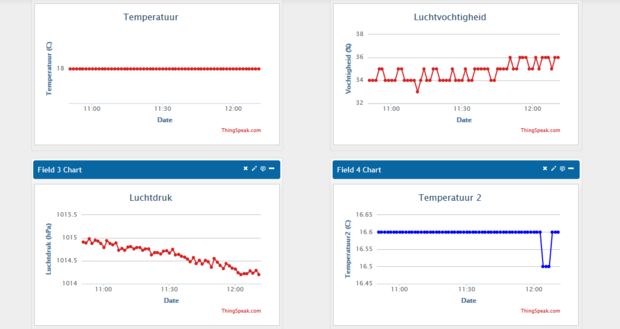 Temperatuur
Temperatuur (C)
18
11:00 11:30 12:00
Date
ThingSpeak.com
Luchtvochtigheid
Vochtigheid (%)
38
36
34
32
11:00 11:30 12:00
Date
ThingSpeak.com
Field 3 Chart
Luchtdruk
Luchtdruk (hPa)
1015.5
1015
1014.5
1014
11:00 11:30 12:00
Date
ThingSpeak.com
Field 4 Chart
Temperatuur 2
Temperatuur2 (C)
16.65
16.6
16.55
16.5
16.45
11:00 11:30 12:00
Date
ThingSpeak.com